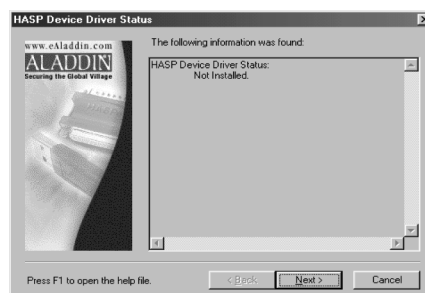 HASP Device Driver Status
www.eAladdin.com
ALADDIN
Securing the Global Village
The following information was found:
HASP Device Driver Status:
Not Installed.
Press F1 to open the help file.
< Back
Next >
Cancel